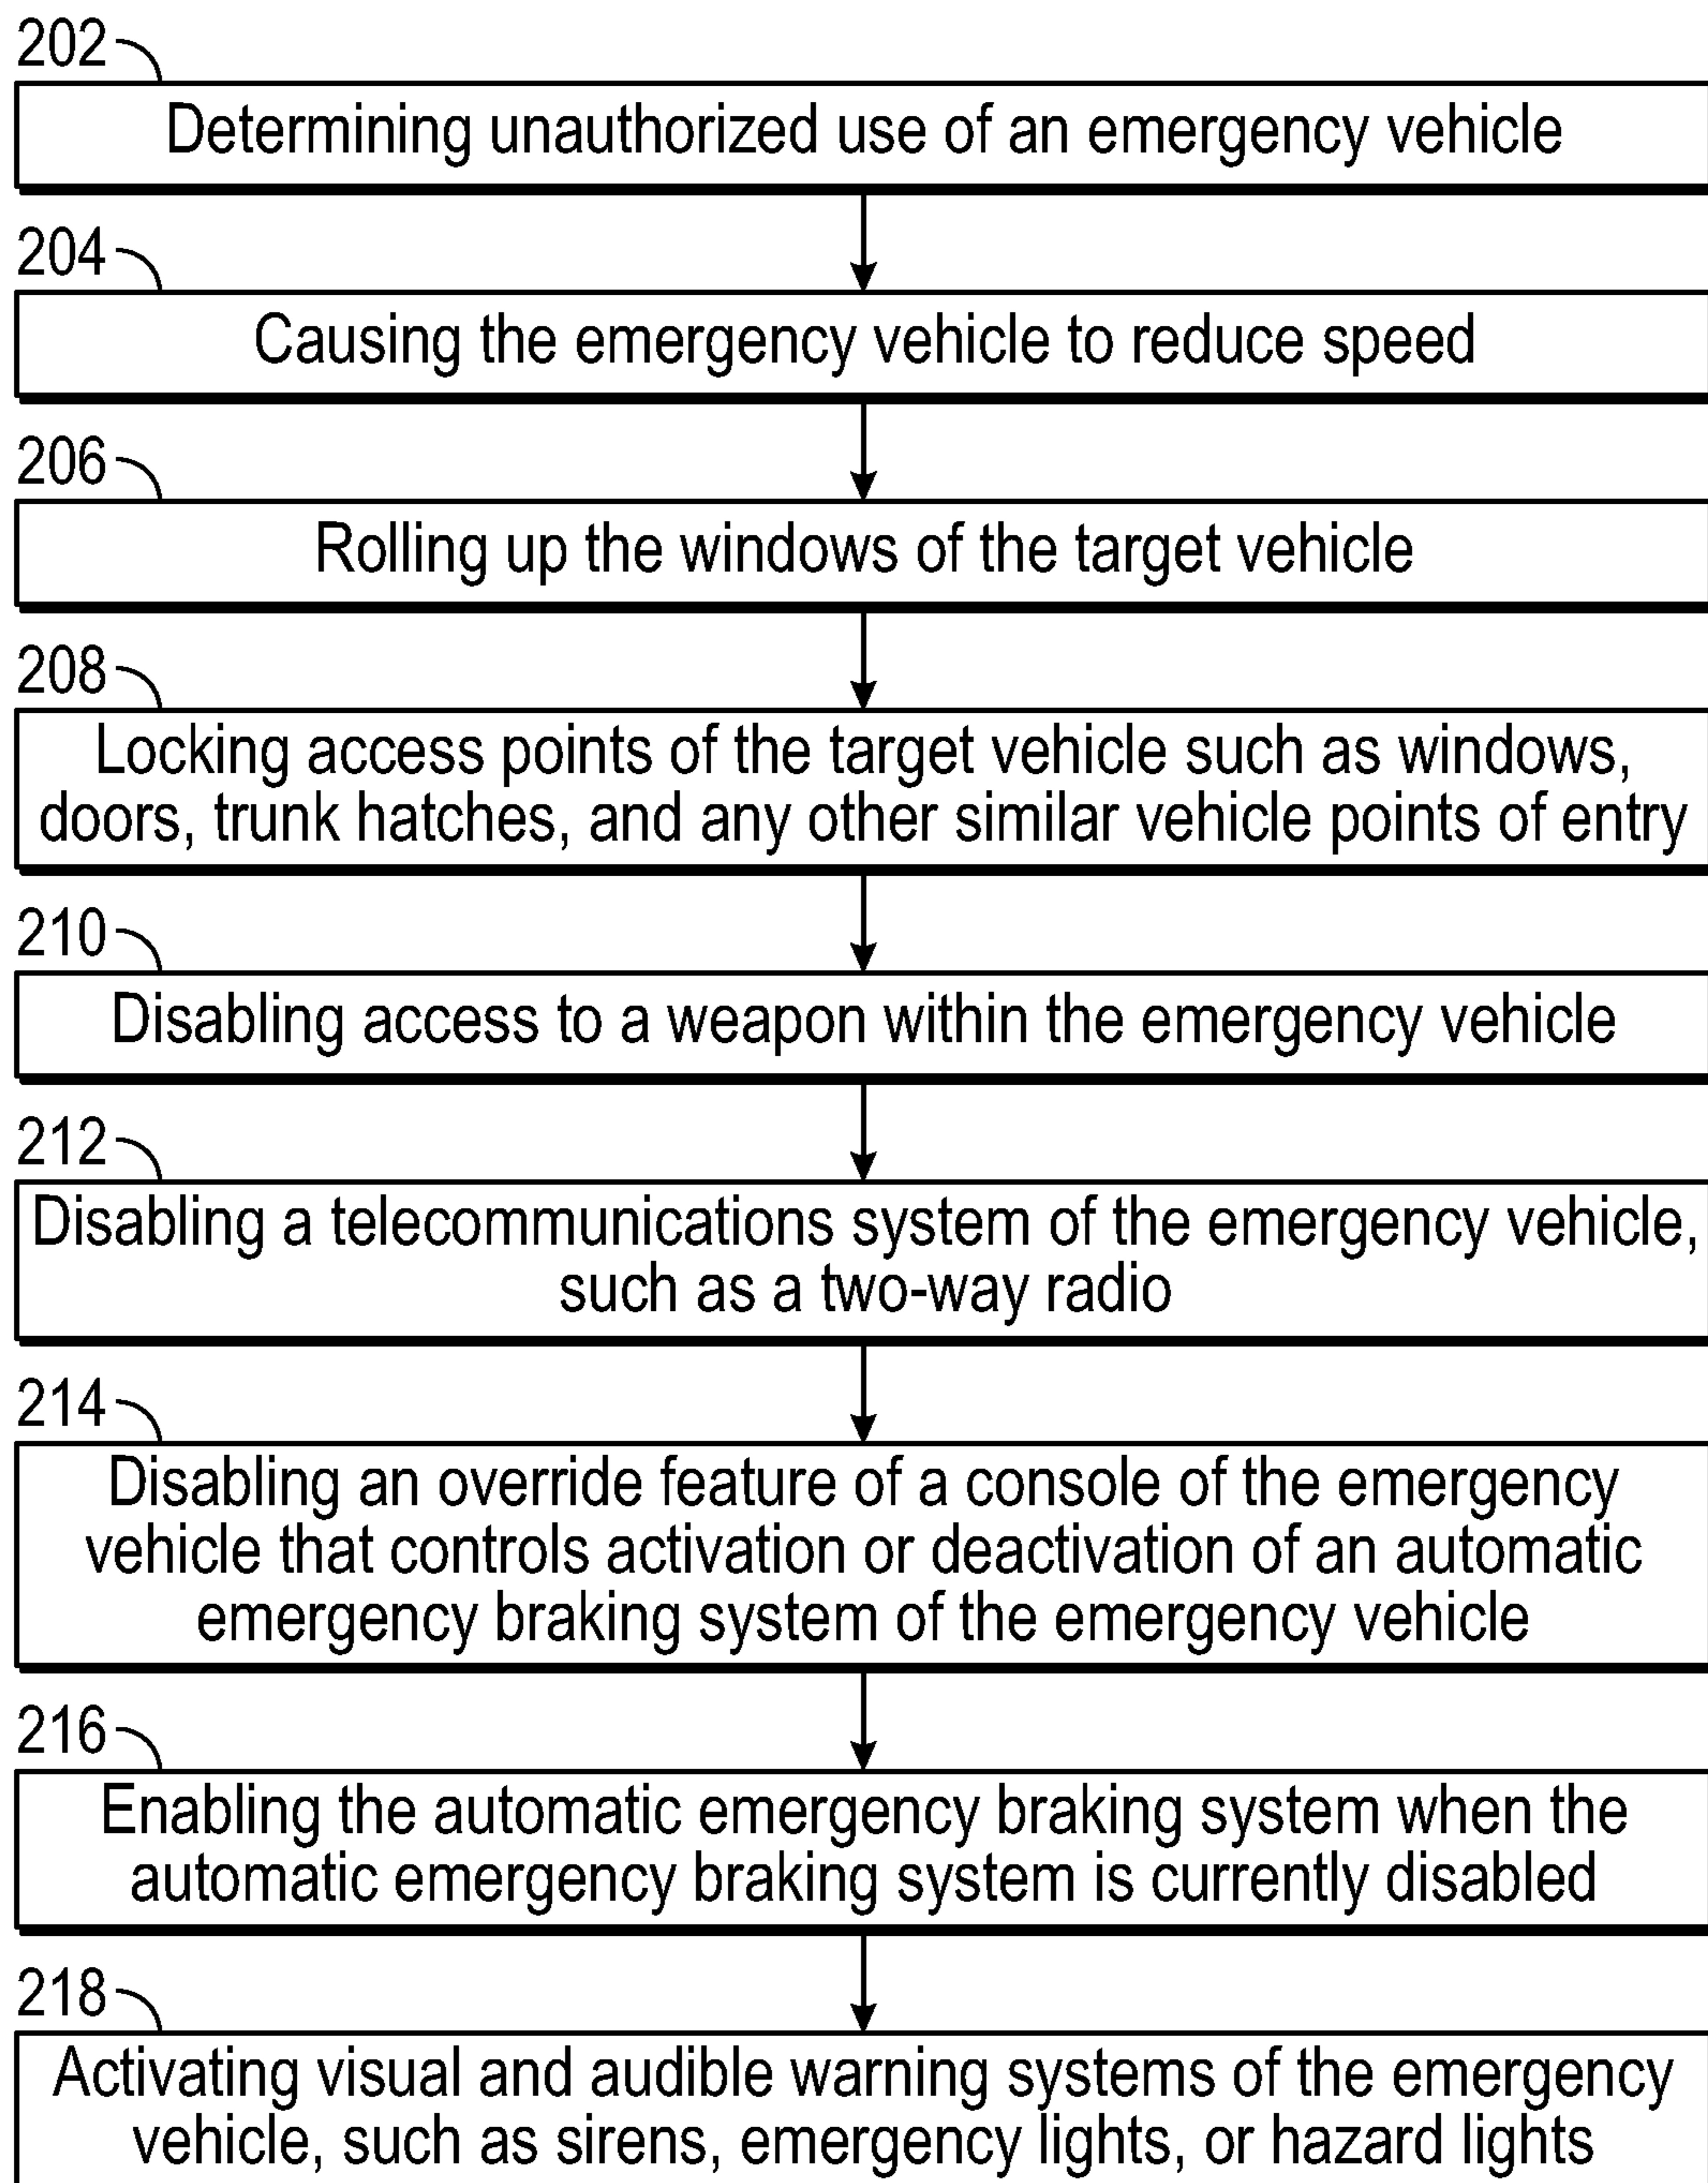 202
Determining unauthorized use of an emergency vehicle
204
Causing the emergency vehicle to reduce speed
206
Rolling up the windows of the target vehicle
208
Locking access points of the target vehicle such as windows,
doors, trunk hatches, and any other similar vehicle points of entry
210
Disabling access to a weapon within the emergency vehicle
212
Disabling a telecommunications system of the emergency vehicle,
such as a two-way radio
214
Disabling an override feature of a console of the emergency
vehicle that controls activation or deactivation of an automatic
emergency braking system of the emergency vehicle
216
Enabling the automatic emergency braking system when the
automatic emergency braking system is currently disabled
218
Activating visual and audible warning systems of the emergency
vehicle, such as sirens, emergency lights, or hazard lights